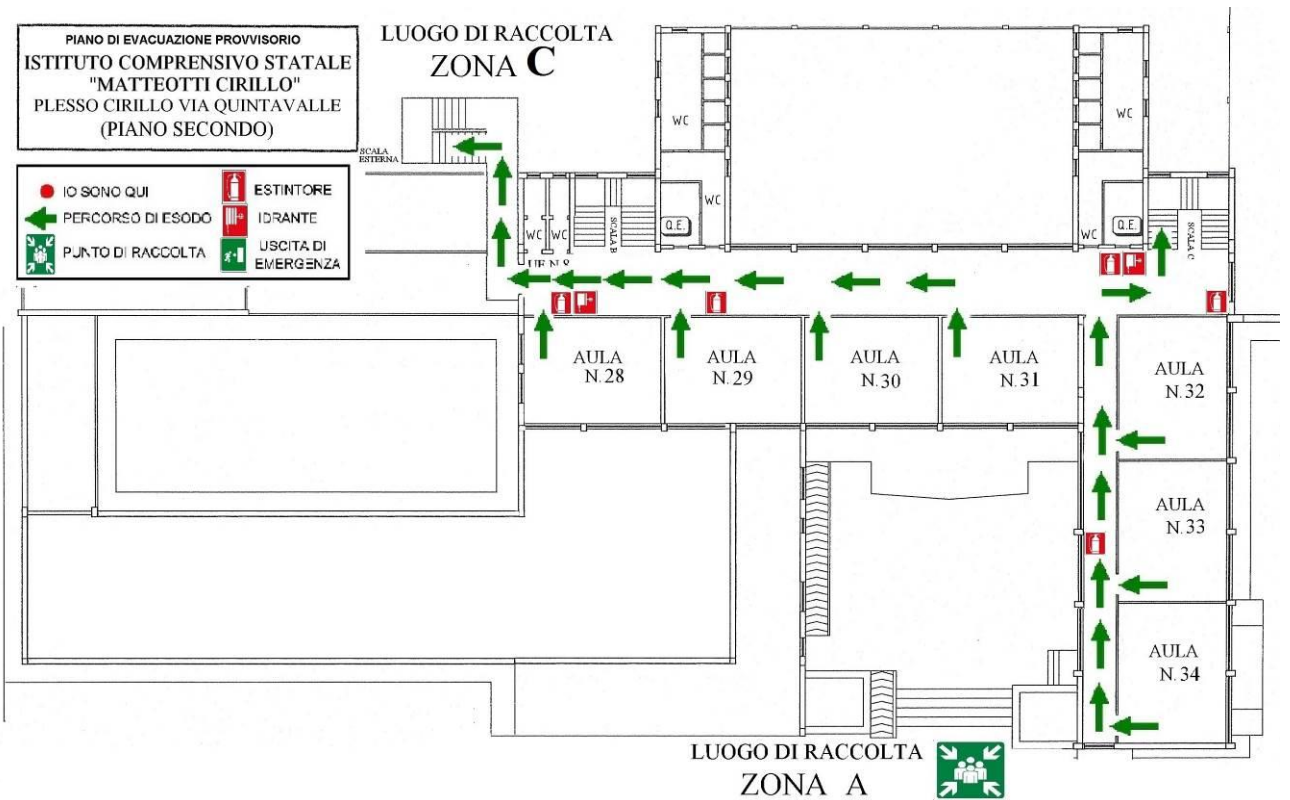 PIANO DI EVACUAZIONE PROVVISORIO
ISTITUTO COMPRENSIVO STATALE
"MATTEOTTI CIRILLO"
PLESSO CIRILLO VIA QUINTAVALLE
(PIANO SECONDO)
LUOGO DI RACCOLTA
ZONA C
IO SONO QUI
ESTINTORE
PERCORSO DI ESODO
IDRANTE
PUNTO DI RACCOLTA
USCITA DI
EMERGENZA
SCALA
ESTERNA
WC
WC
WC
WC
WC
WC
SCALA B
Q.E.
Q.E.
SCALA C
AULA
N.28
AULA
N.29
AULA
N.30
AULA
N.31
AULA
N.32
AULA
N.33
AULA
N.34
LUOGO DI RACCOLTA
ZONA A